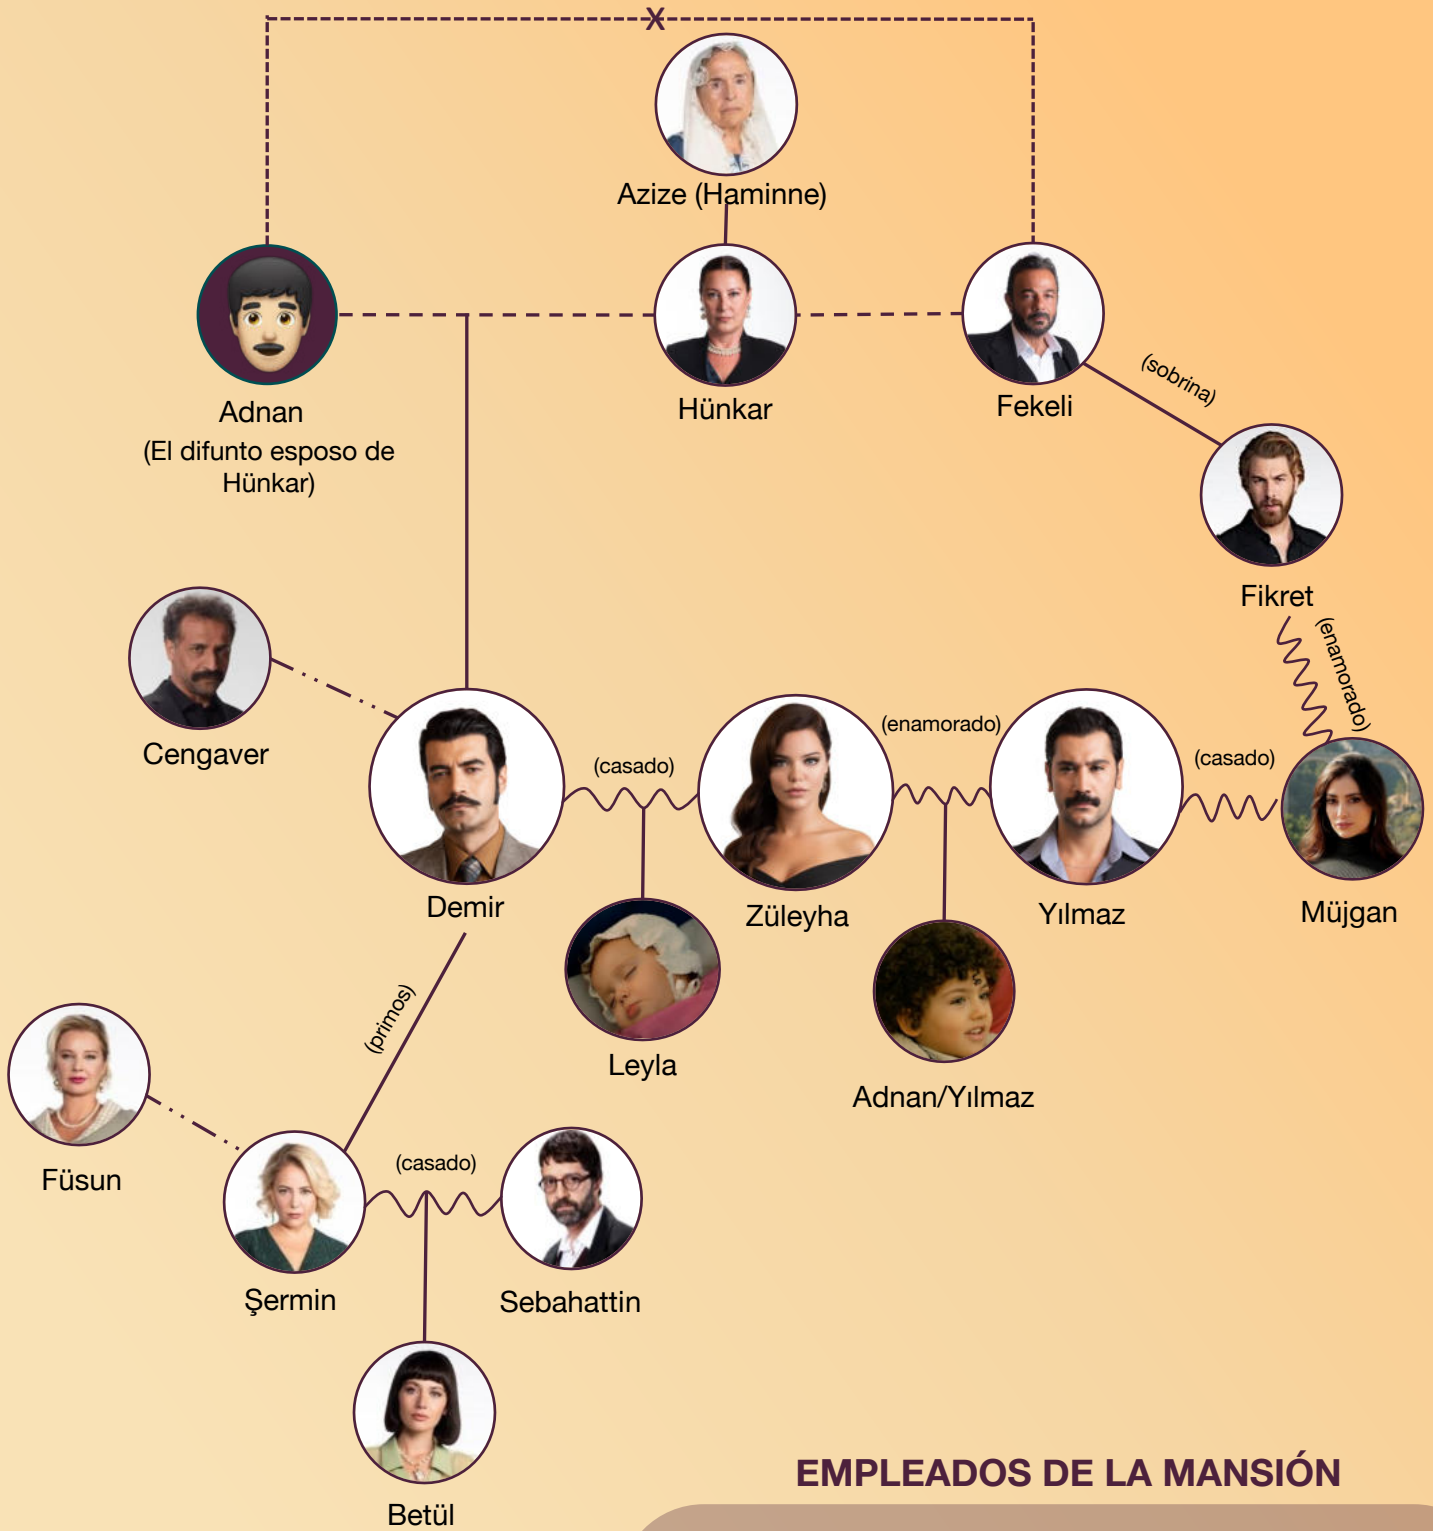 X
Azize (Haminne)
Adnan
(El difunto esposo de
Hünkar)
Hünkar
Fekeli
(sobrina)
Fikret
(enamorado)
Cengaver
(casado)
(enamorado)
(casado)
Demir
Züleyha
Yılmaz
Müjgan
(primos)
Leyla
Adnan/Yılmaz
Füsun
(casado)
Şermin
Sebahattin
Betül
EMPLEADOS DE LA MANSIÓN